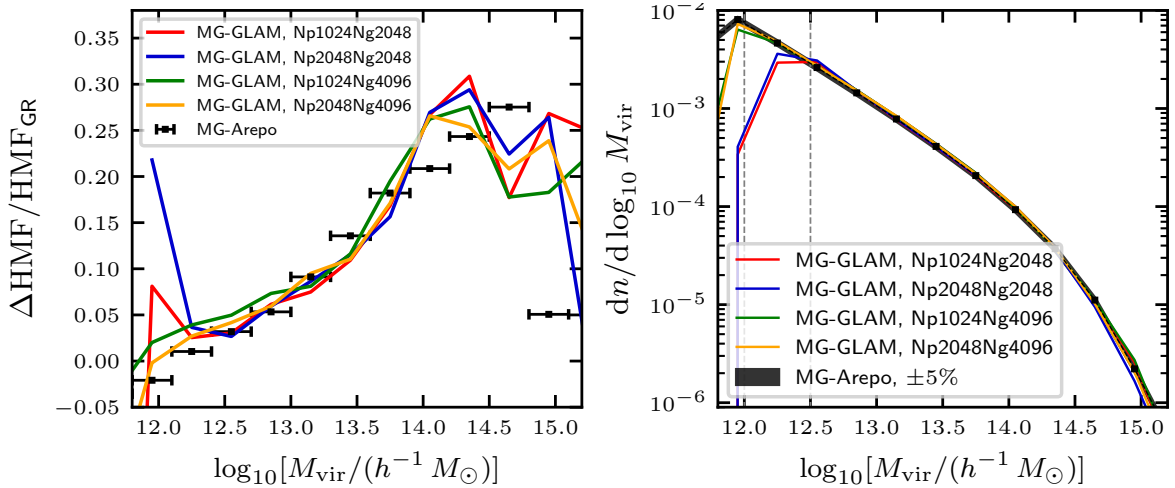 0.35
0.30
0.25
0.20
0.15
0.10
0.05
0.00
−0.05
ΔHMF/HMF_GR
MG-GLAM, Np1024Ng2048
MG-GLAM, Np2048Ng2048
MG-GLAM, Np1024Ng4096
MG-GLAM, Np2048Ng4096
MG-Arepo
12.0 12.5 13.0 13.5 14.0 14.5 15.0
log₁₀[M_vir/(h⁻¹ M_⊙)]
10⁻²
10⁻³
10⁻⁴
10⁻⁵
10⁻⁶
dn/d log₁₀ M_vir
MG-GLAM, Np1024Ng2048
MG-GLAM, Np2048Ng2048
MG-GLAM, Np1024Ng4096
MG-GLAM, Np2048Ng4096
MG-Arepo, ±5%
12.0 12.5 13.0 13.5 14.0 14.5 15.0
log₁₀[M_vir/(h⁻¹ M_⊙)]